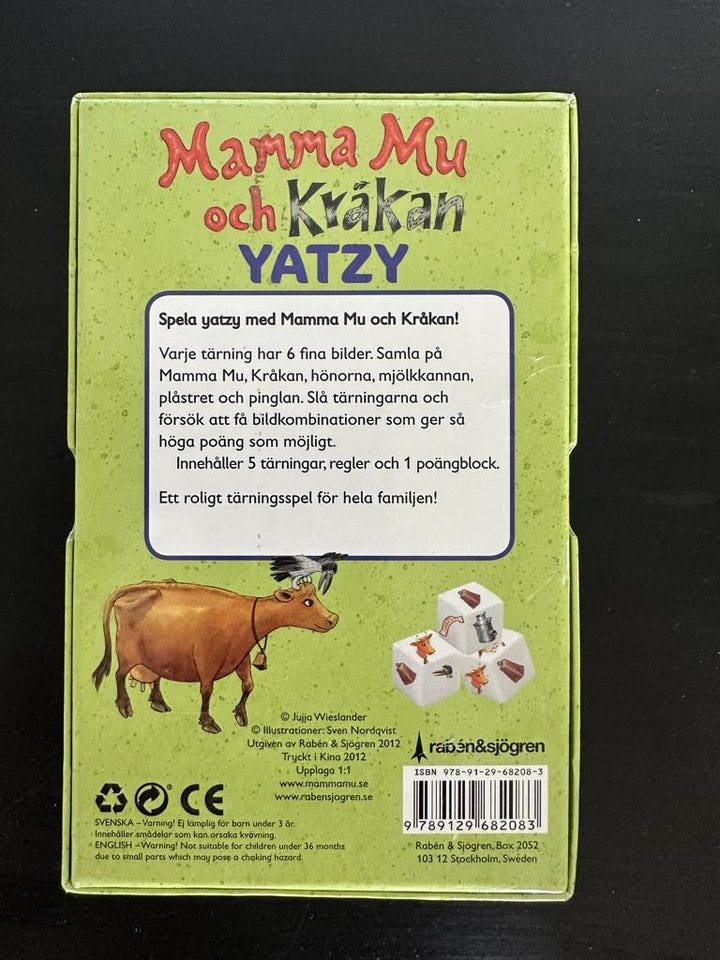 Mamma Mu
och Kråkan
YATZY
Spela yatzy med Mamma Mu och Kråkan!
Varje tärning har 6 fina bilder. Samla på
Mamma Mu, Kråkan, hönorna, mjölkkannan,
plåstret och pinglan. Slå tärningarna och
försök att få bildkombinationer som ger så
höga poäng som möjligt.
Innehåller 5 tärningar, regler och 1 poängblock.
Ett roligt tärningsspel för hela familjen!
© Jujja Wieslander
© Illustrationer: Sven Nordqvist
Utgiven av Rabén & Sjögren 2012
Tryckt i Kina 2012
Upplaga 1:1
www.mammamu.se
www.rabensjogren.se
rabén&sjögren
ISBN 978-91-29-68208-3
9 789129 682083
Rabén & Sjögren, Box 2052
103 12 Stockholm, Sweden
CE
SVENSKA – Varning! Ej lämplig för barn under 3 år.
Innehåller smådelar som kan orsaka kvävning.
ENGLISH – Warning! Not suitable for children under 36 months
due to small parts which may pose a choking hazard.